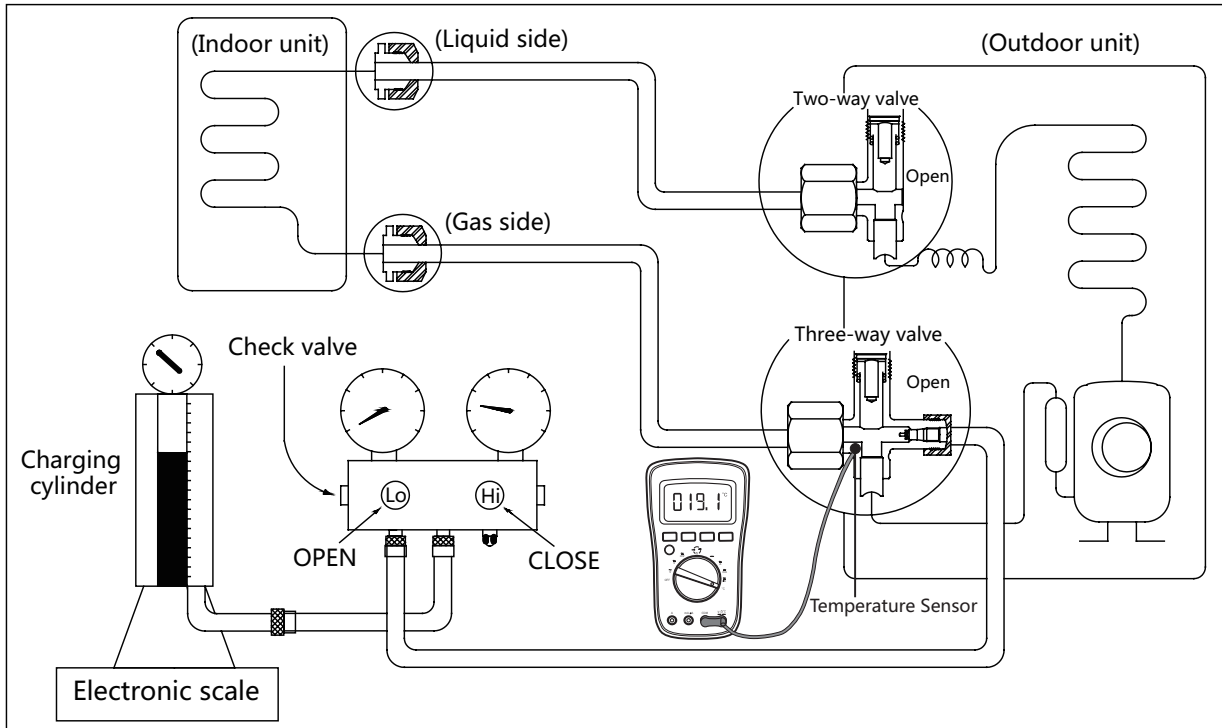 (Indoor unit)
(Liquid side)
(Outdoor unit)
Two-way valve
Open
(Gas side)
Three-way valve
Open
Check valve
Charging
cylinder
Lo
Hi
OPEN
CLOSE
019.1
°C
Temperature Sensor
Electronic scale